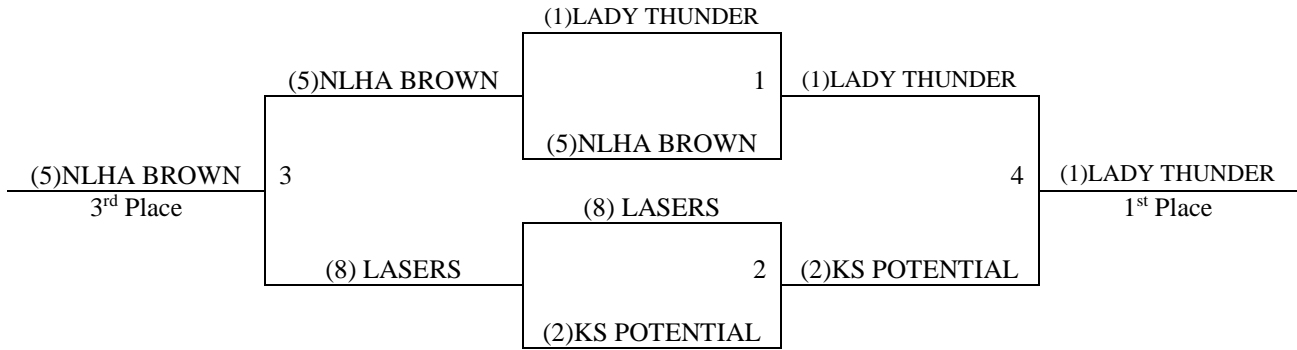 (1)LADY THUNDER
(5)NLHA BROWN
1
(1)LADY THUNDER
(5)NLHA BROWN
(5)NLHA BROWN
3
4
(1)LADY THUNDER
3rd Place
(8) LASERS
1st Place
(8) LASERS
2
(2)KS POTENTIAL
(2)KS POTENTIAL